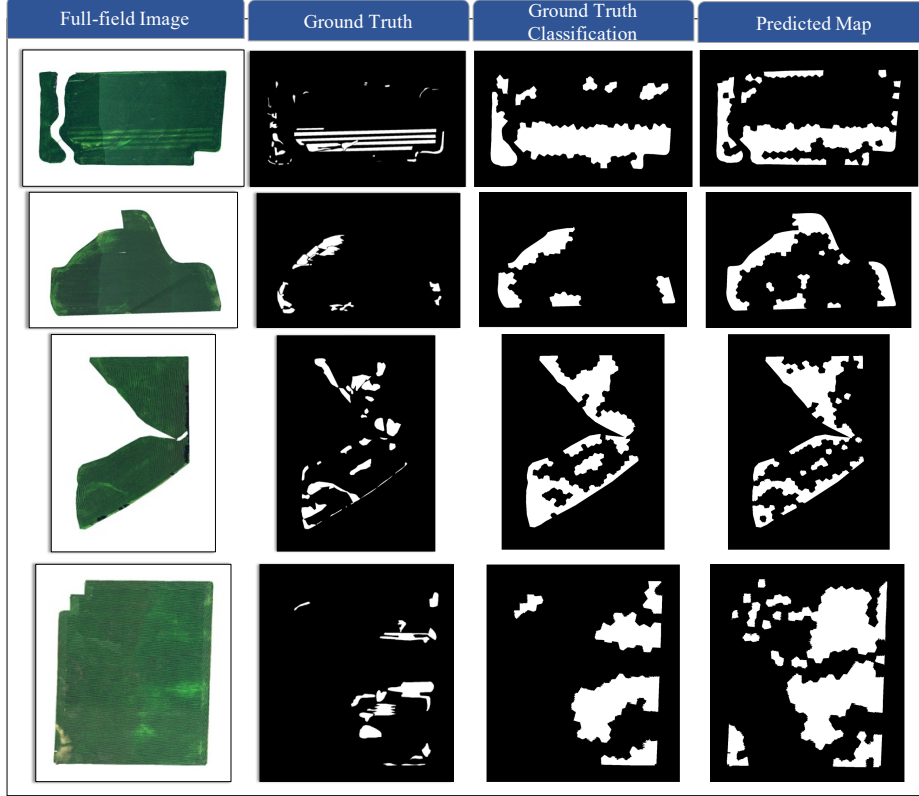 Full-field Image
Ground Truth
Ground Truth
Classification
Predicted Map